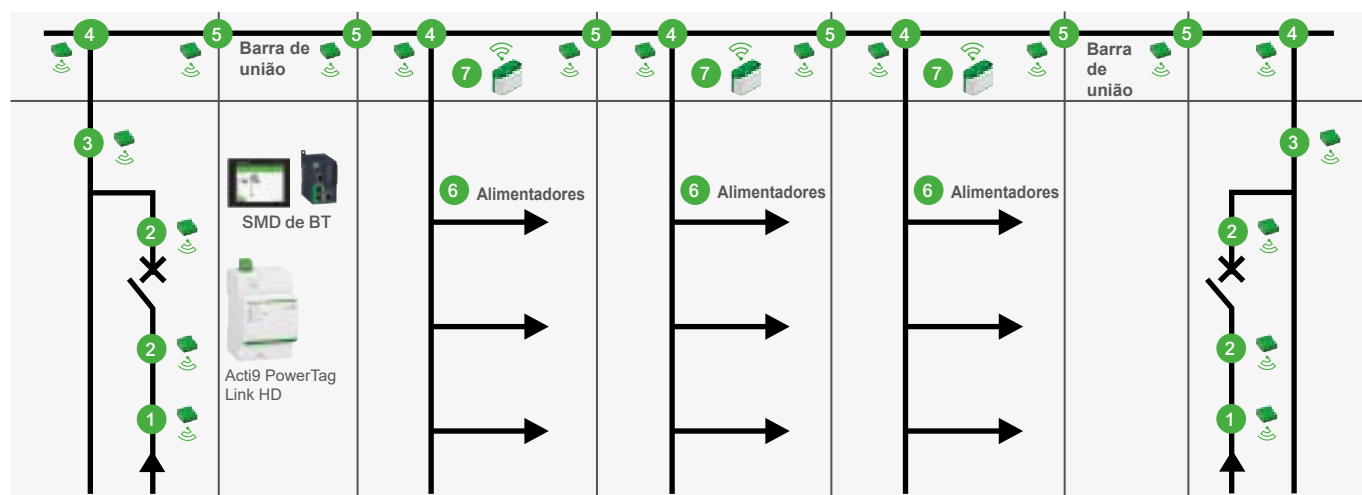 4 5 5 4 5 4 5 4 5 5 4
Barra de
união
Barra
de
união
7 7 7
3 3
6 Alimentadores 6 Alimentadores 6 Alimentadores
SMD de BT
2 2
2 2
Acti9 PowerTag
Link HD
1 1